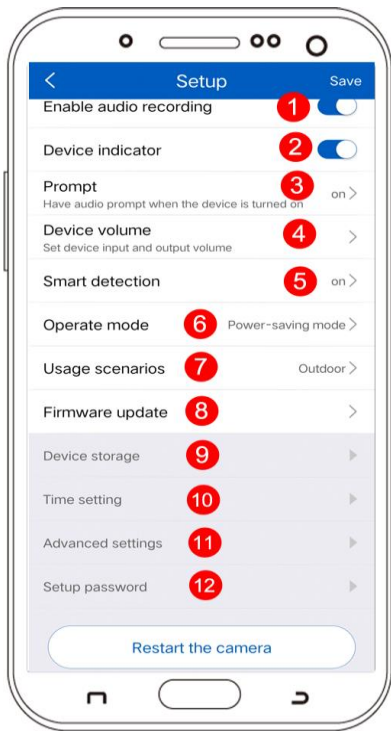 Setup Save
Enable audio recording 1
Device indicator 2
Prompt 3 on
Have audio prompt when the device is turned on
Device volume 4
Set device input and output volume
Smart detection 5 on
Operate mode 6 Power-saving mode
Usage scenarios 7 Outdoor
Firmware update 8
Device storage 9
Time setting 10
Advanced settings 11
Setup password 12
Restart the camera